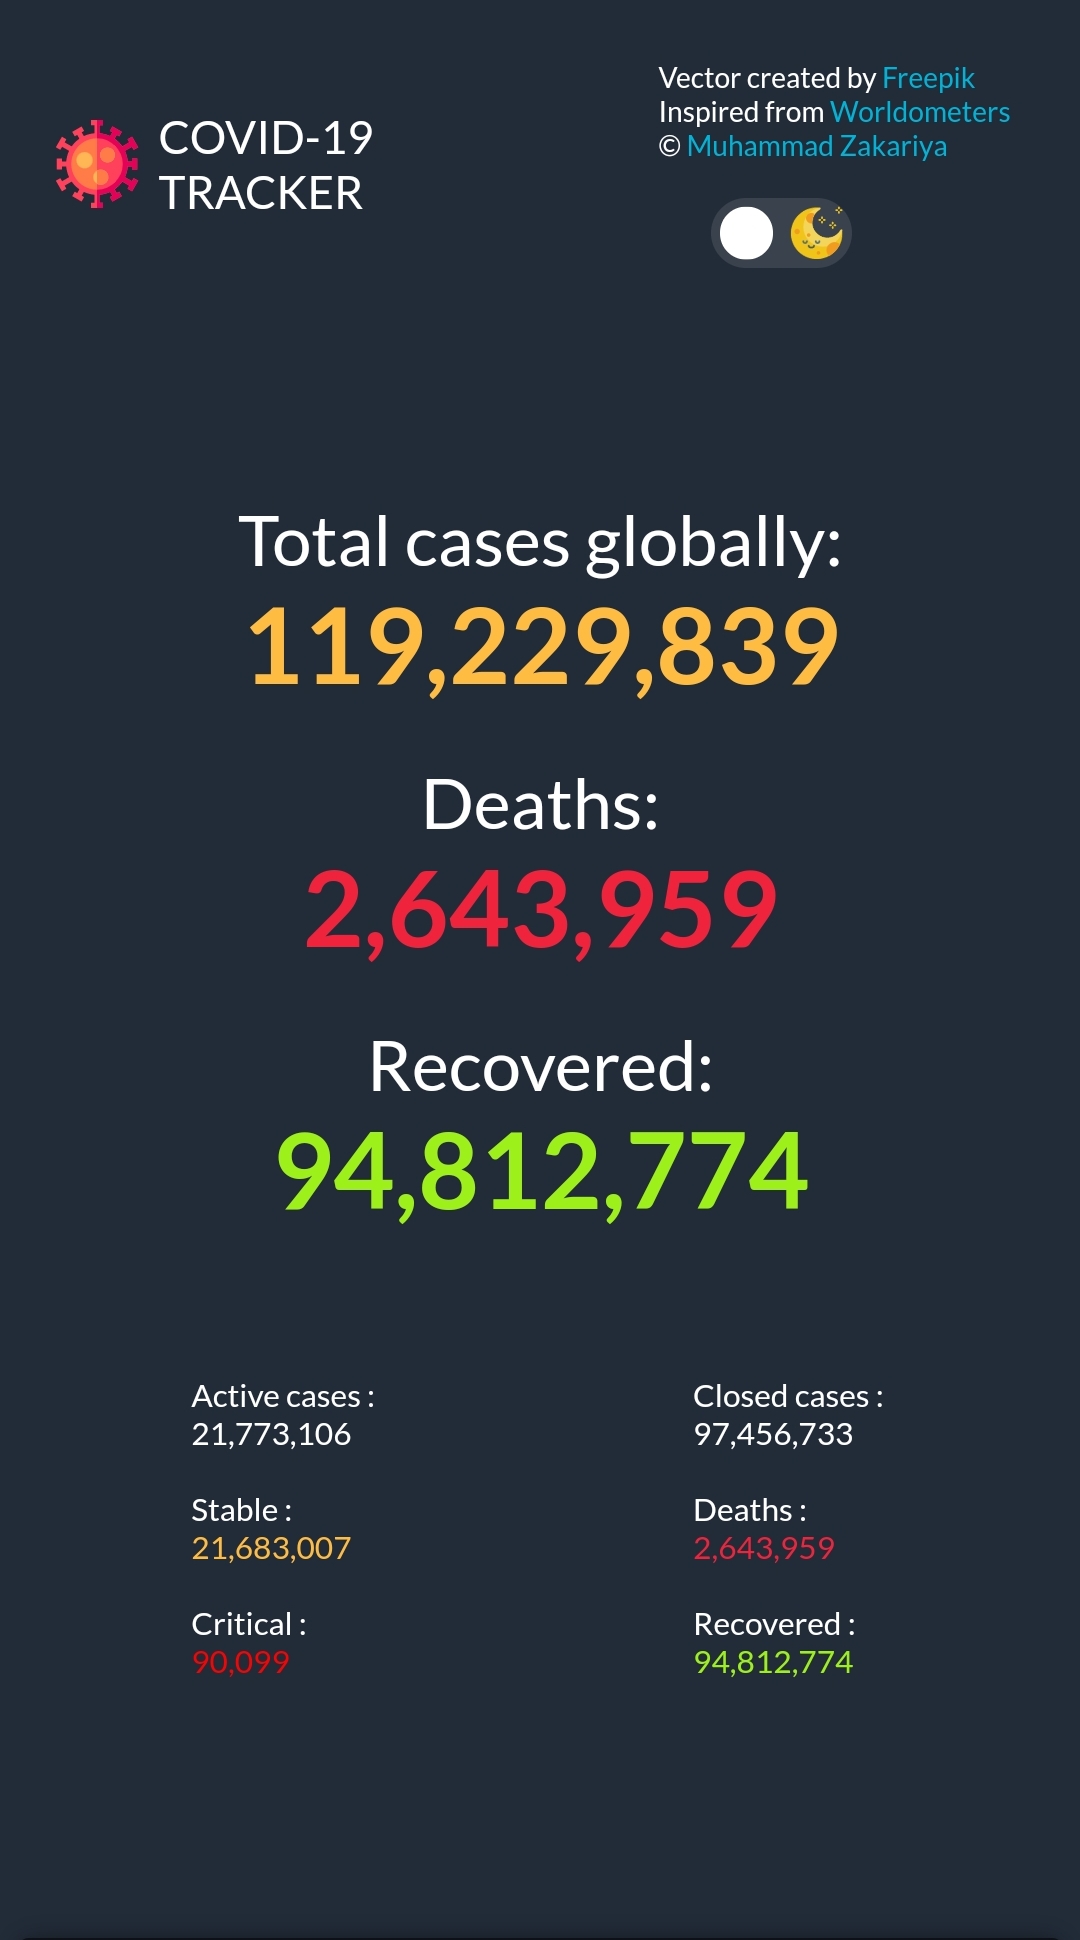 COVID-19
TRACKER
Vector created by Freepik
Inspired from Worldometers
© Muhammad Zakariya
Total cases globally:
119,229,839
Deaths:
2,643,959
Recovered:
94,812,774
Active cases :
21,773,106
Stable :
21,683,007
Critical :
90,099
Closed cases :
97,456,733
Deaths :
2,643,959
Recovered :
94,812,774